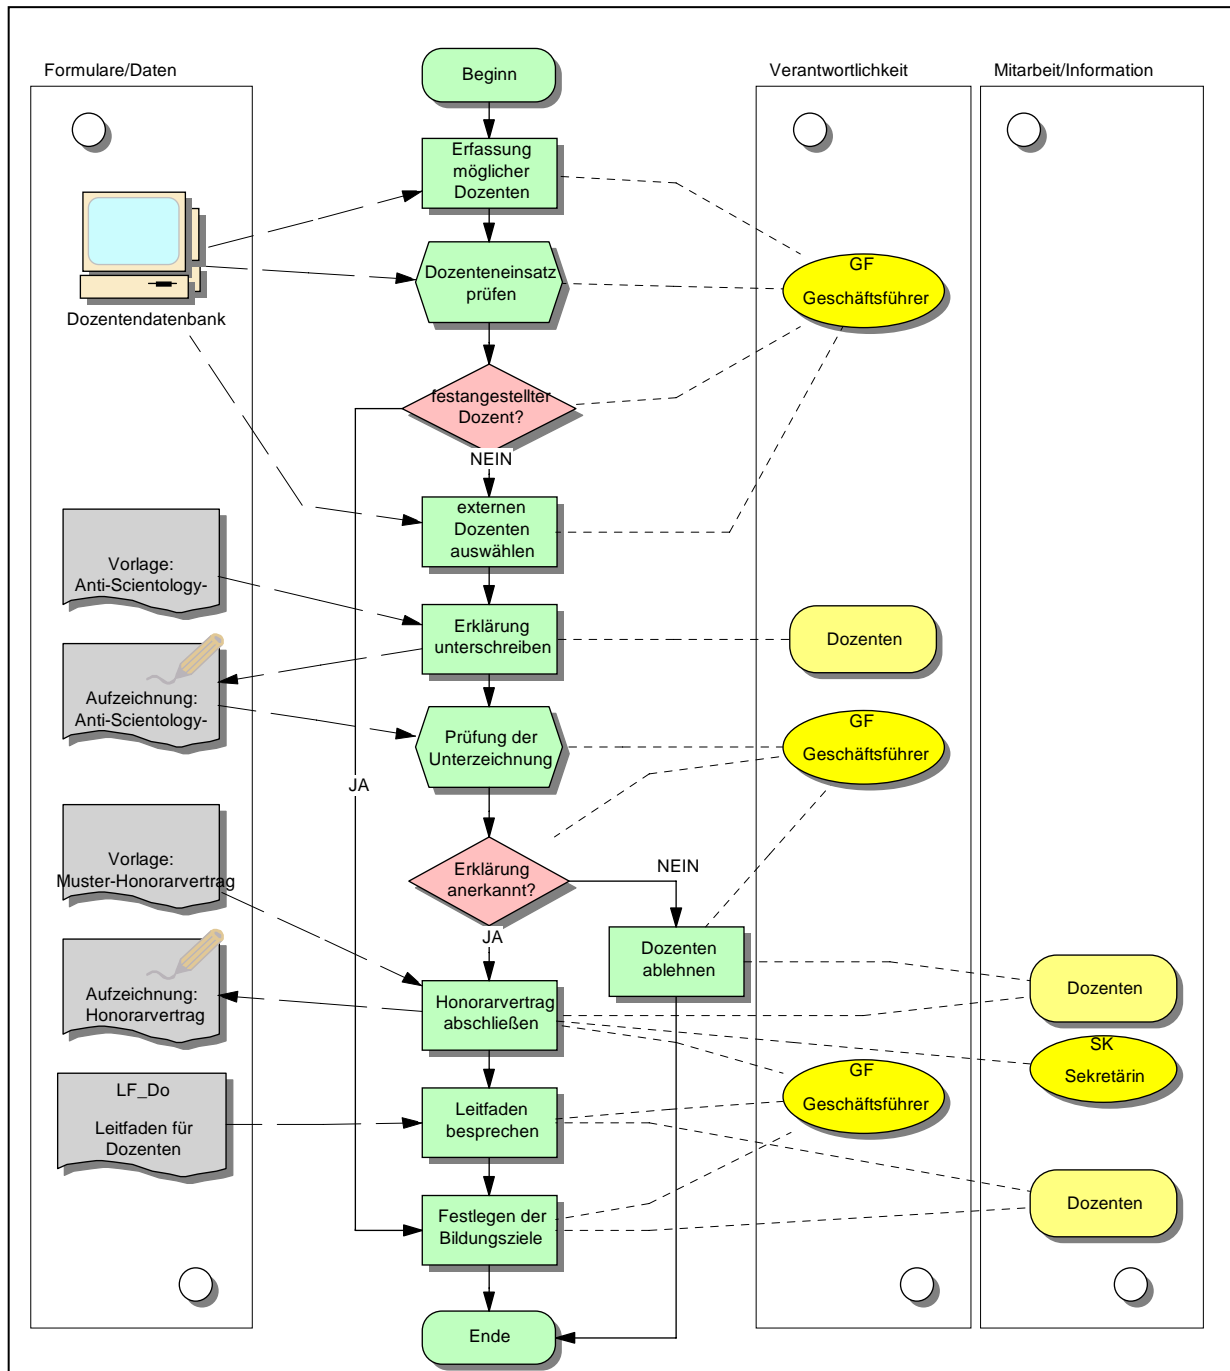 Formulare/Daten
Verantwortlichkeit
Mitarbeit/Information
Beginn
Erfassung
möglicher
Dozenten
Dozentendatenbank
Dozenteneinsatz
prüfen
GF
Geschäftsführer
festangestellter
Dozent?
NEIN
JA
externen
Dozenten
auswählen
Vorlage:
Anti-Scientology-
Erklärung
unterschreiben
Dozenten
Aufzeichnung:
Anti-Scientology-
Prüfung der
Unterzeichnung
GF
Geschäftsführer
Vorlage:
Muster-Honorarvertrag
Erklärung
anerkannt?
NEIN
JA
Dozenten
ablehnen
Aufzeichnung:
Honorarvertrag
Honorarvertrag
abschließen
Dozenten
SK
Sekretärin
GF
Geschäftsführer
LF_Do
Leitfaden für
Dozenten
Leitfaden
besprechen
Festlegen der
Bildungsziele
Dozenten
Ende